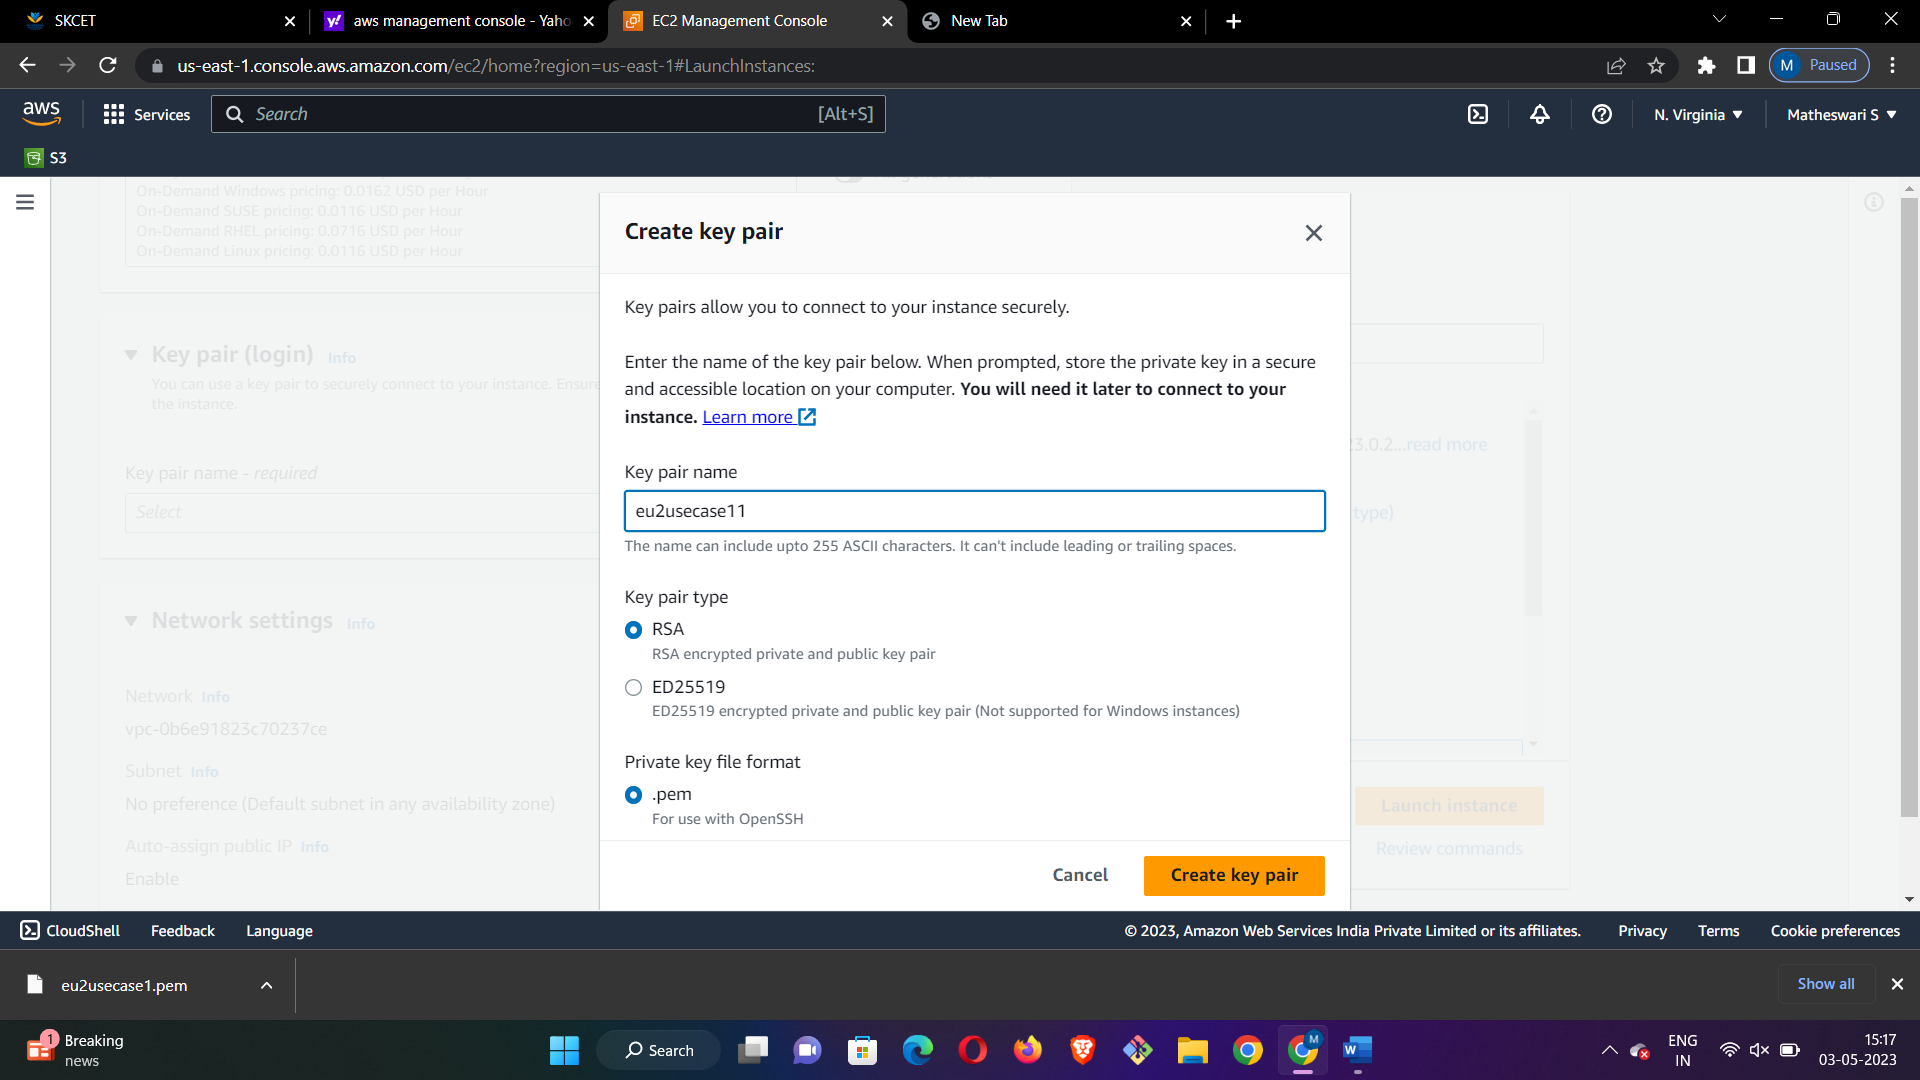 SKCET
aws management console - Yaho
EC2 Management Console
New Tab
us-east-1.console.aws.amazon.com/ec2/home?region=us-east-1#LaunchInstances:
M Paused
aws
Services
Search
[Alt+S]
N. Virginia
Matheswari S
S3
On-Demand Windows pricing: 0.0162 USD per Hour
On-Demand SUSE pricing: 0.0116 USD per Hour
On-Demand RHEL pricing: 0.0716 USD per Hour
On-Demand Linux pricing: 0.0116 USD per Hour
Key pair (login) Info
You can use a key pair to securely connect to your instance. Ensure
the instance.
Key pair name - required
Select
Network settings Info
Network Info
vpc-0b6e91823c70237ce
Subnet Info
No preference (Default subnet in any availability zone)
Auto-assign public IP Info
Enable
Create key pair
Key pairs allow you to connect to your instance securely.
Enter the name of the key pair below. When prompted, store the private key in a secure
and accessible location on your computer. You will need it later to connect to your
instance. Learn more
Key pair name
eu2usecase11
The name can include upto 255 ASCII characters. It can't include leading or trailing spaces.
Key pair type
RSA
RSA encrypted private and public key pair
ED25519
ED25519 encrypted private and public key pair (Not supported for Windows instances)
Private key file format
.pem
For use with OpenSSH
Cancel
Create key pair
23.0.2...read more
type)
Launch instance
Review commands
CloudShell
Feedback
Language
© 2023, Amazon Web Services India Private Limited or its affiliates.
Privacy
Terms
Cookie preferences
eu2usecase1.pem
Show all
1
Breaking
news
Search
M
W
ENG
IN
15:17
03-05-2023